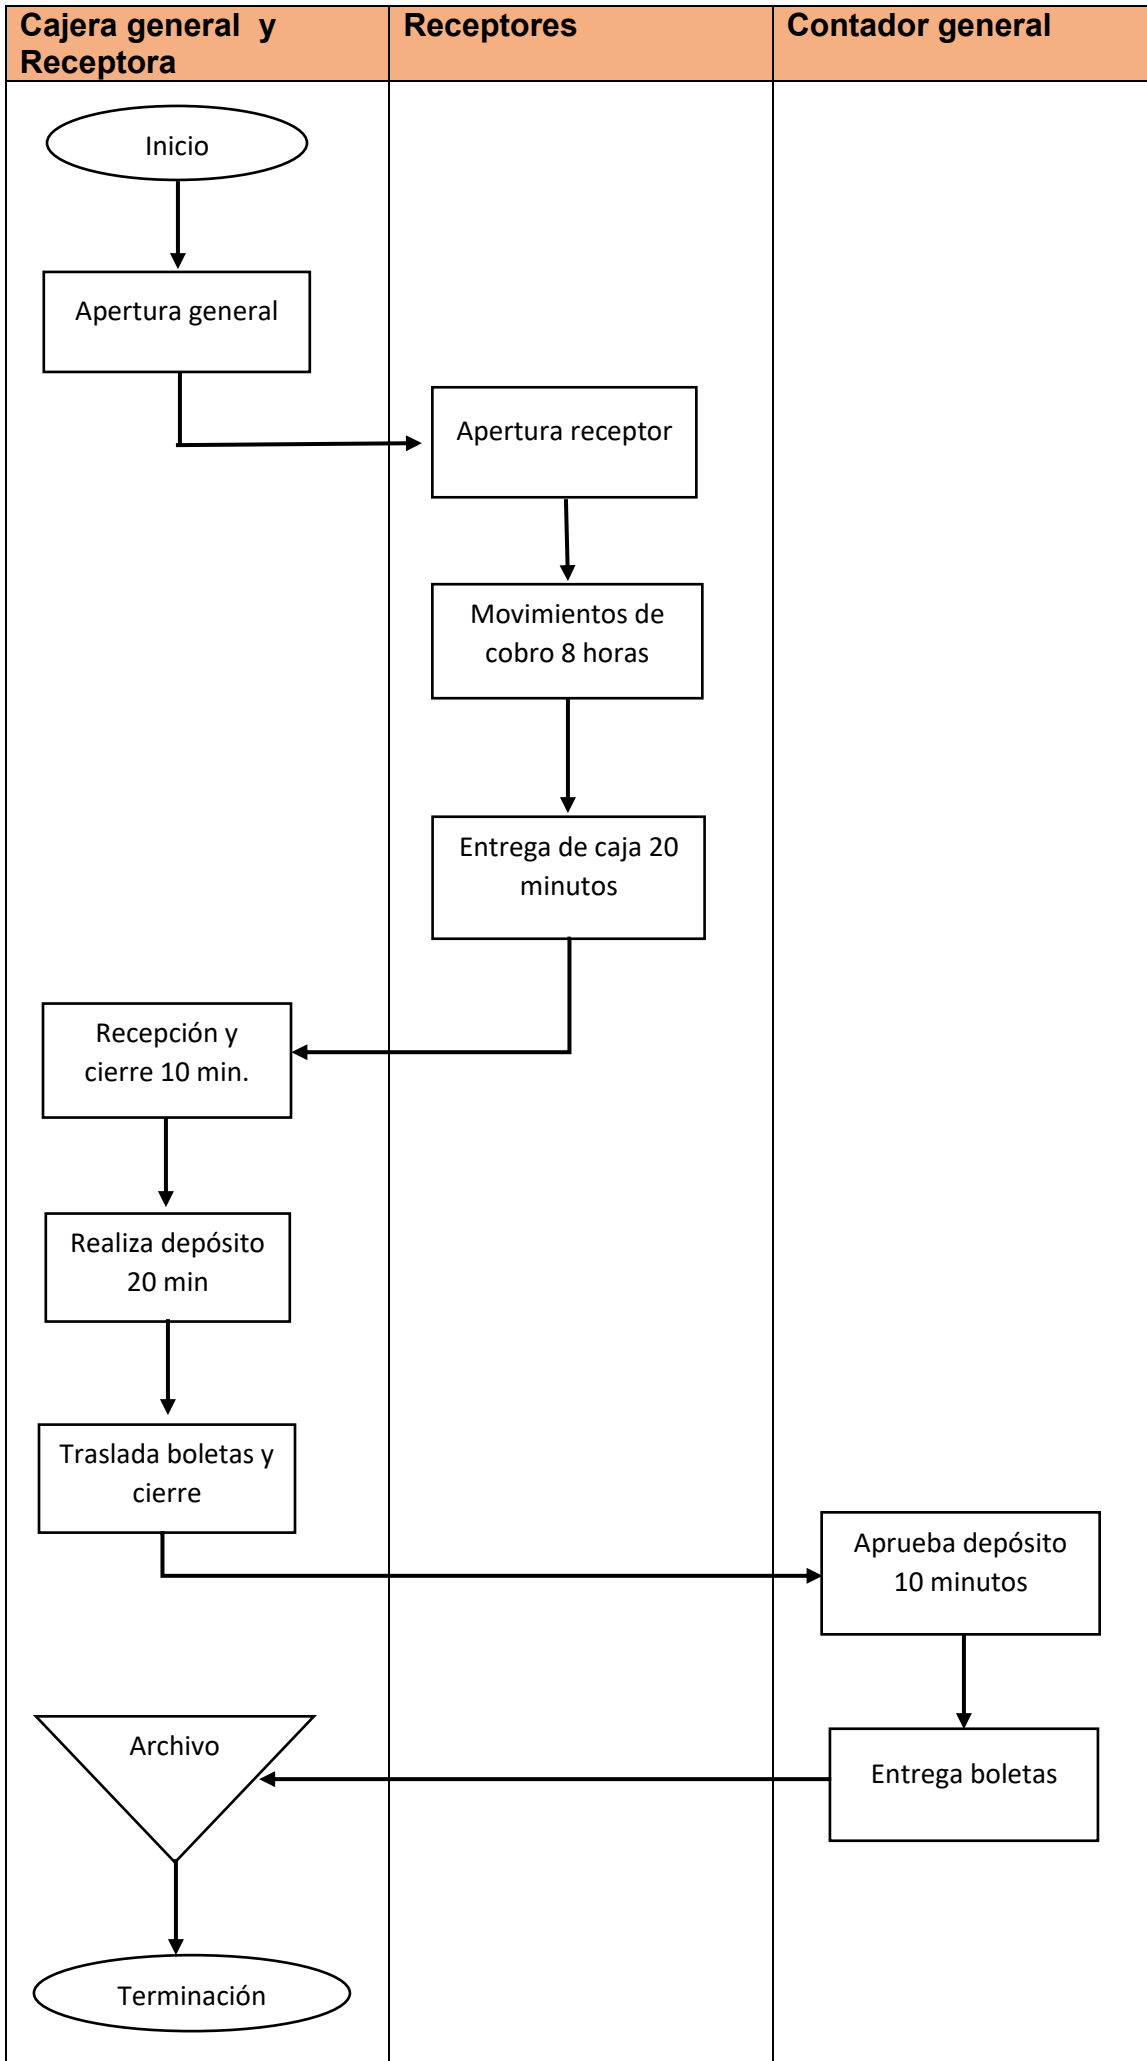 Cajera general y
Receptora
Receptores
Contador general
Inicio
Apertura general
Apertura receptor
Movimientos de
cobro 8 horas
Entrega de caja 20
minutos
Recepción y
cierre 10 min.
Realiza depósito
20 min
Traslada boletas y
cierre
Aprueba depósito
10 minutos
Entrega boletas
Archivo
Terminación